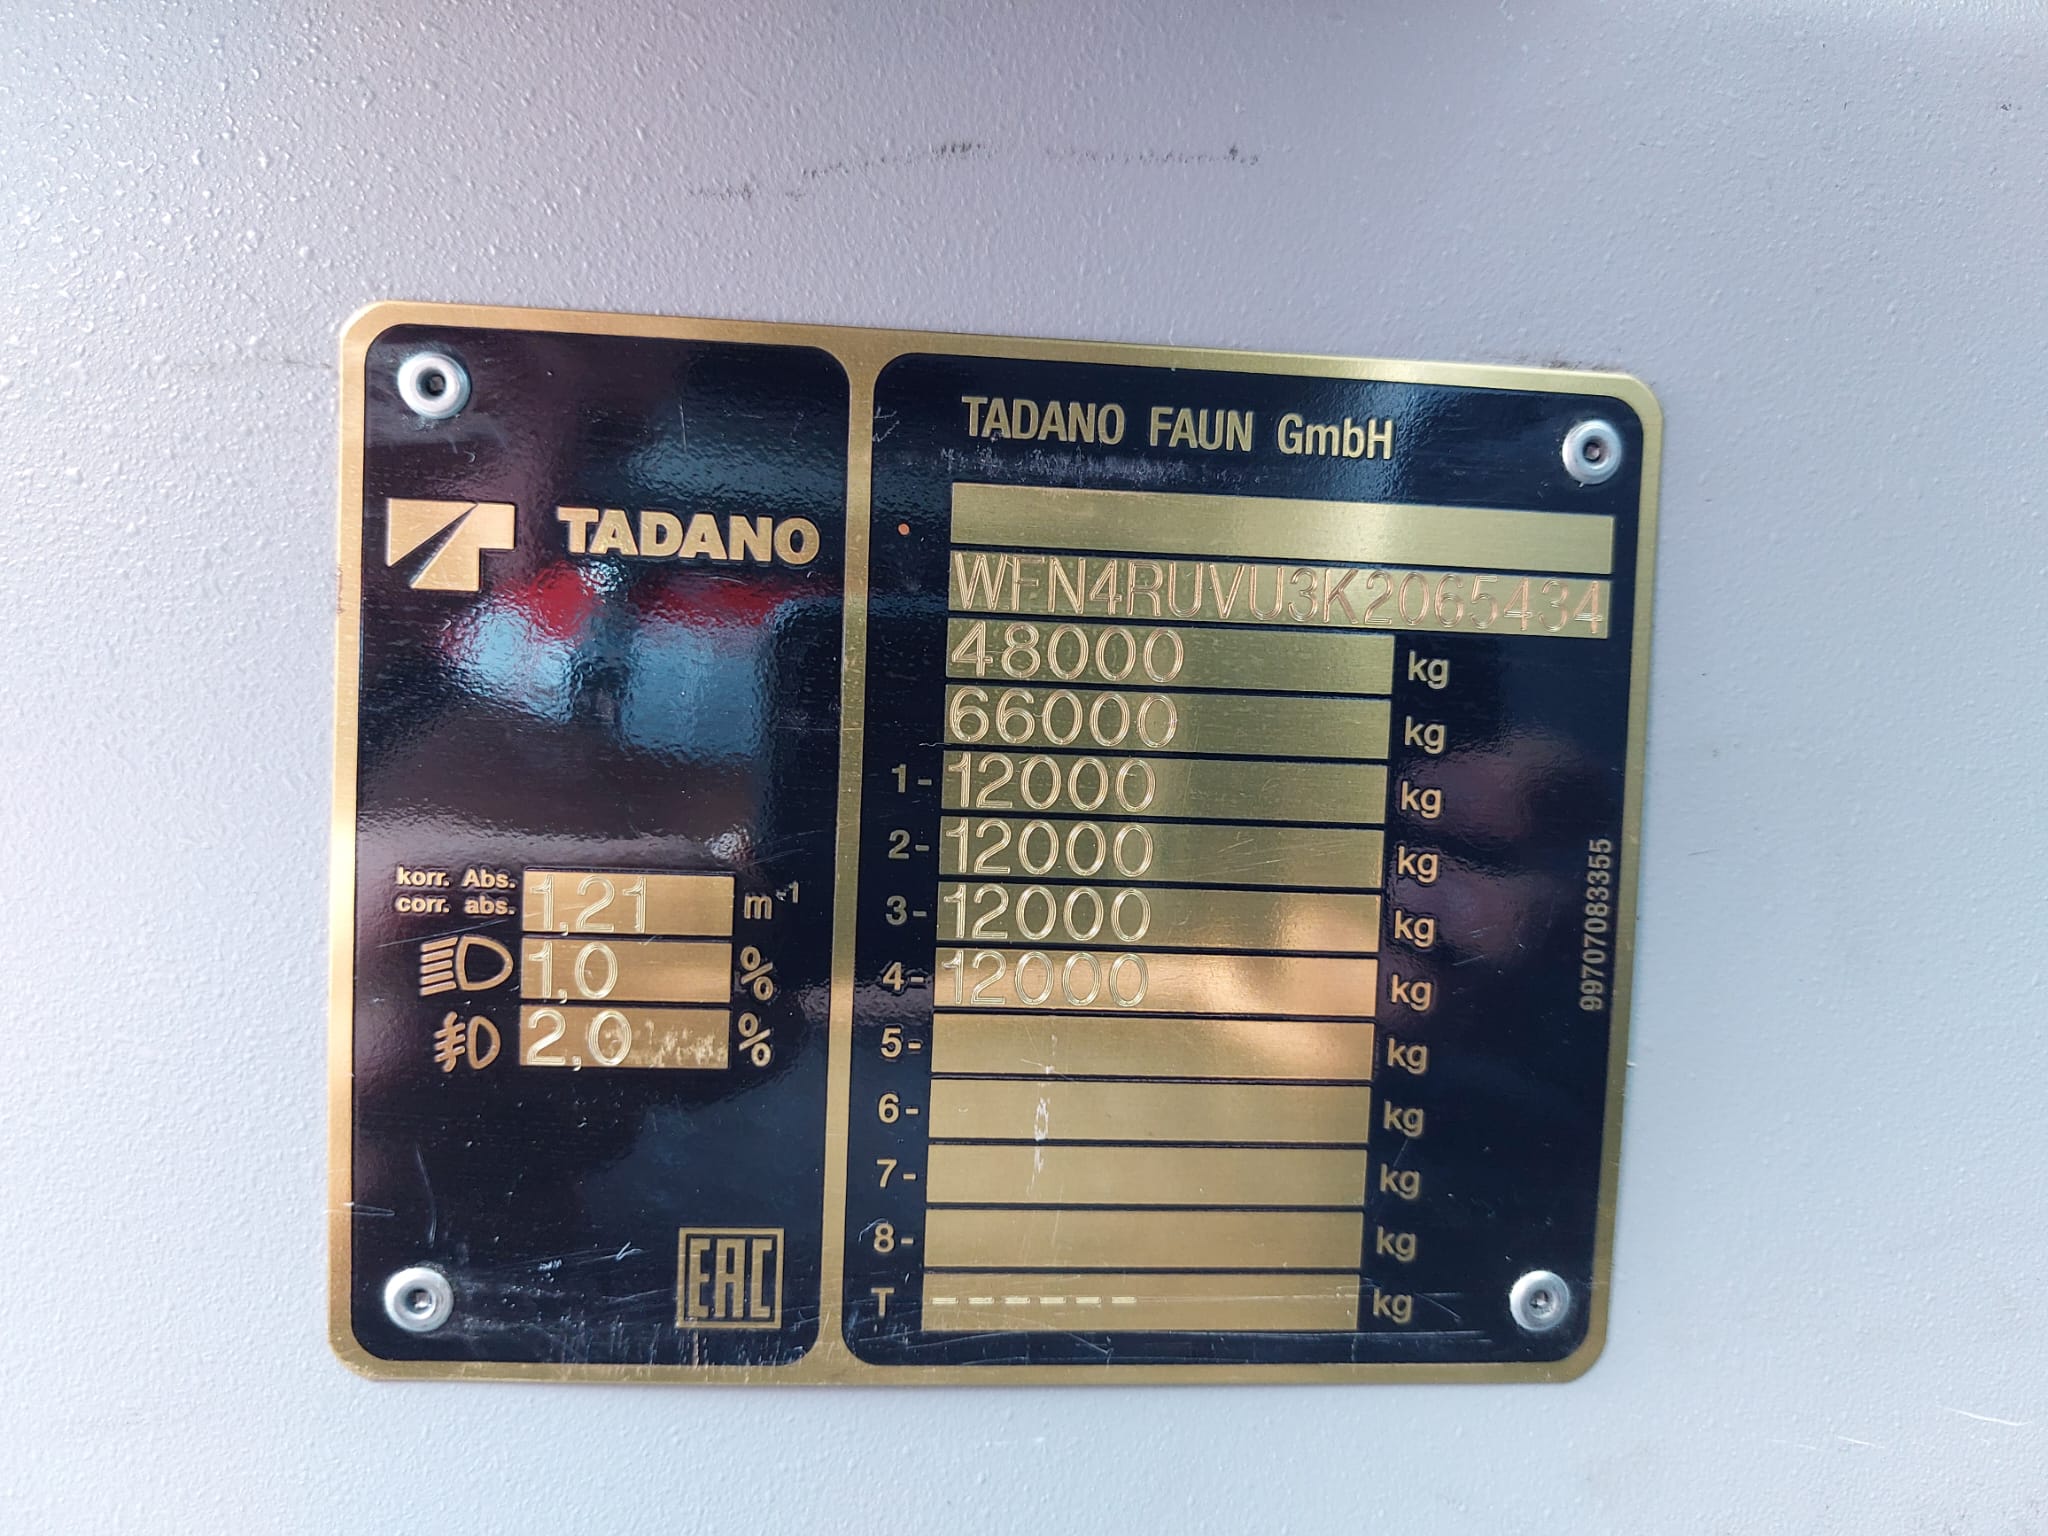 TADANO
korr. Abs.
corr. abs. 1,21 m-1
1,0 %
2,0 %
EAC
TADANO FAUN GmbH
WFN4RUVU3K2065434
48000 kg
66000 kg
1- 12000 kg
2- 12000 kg
3- 12000 kg
4- 12000 kg
5- kg
6- kg
7- kg
8- kg
T ------ kg
99707083355